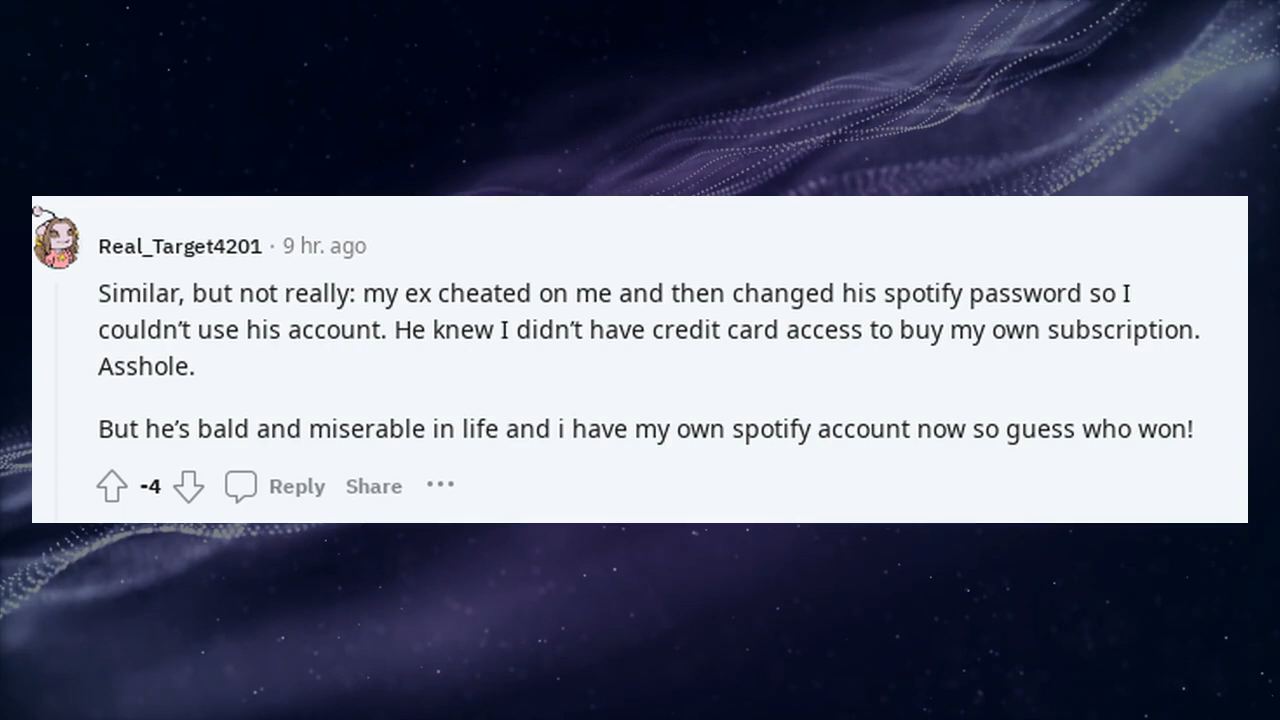 Real_Target4201 · 9 hr. ago
Similar, but not really: my ex cheated on me and then changed his spotify password so I
couldn’t use his account. He knew I didn’t have credit card access to buy my own subscription.
Asshole.
But he’s bald and miserable in life and i have my own spotify account now so guess who won!
-4 Reply Share ···